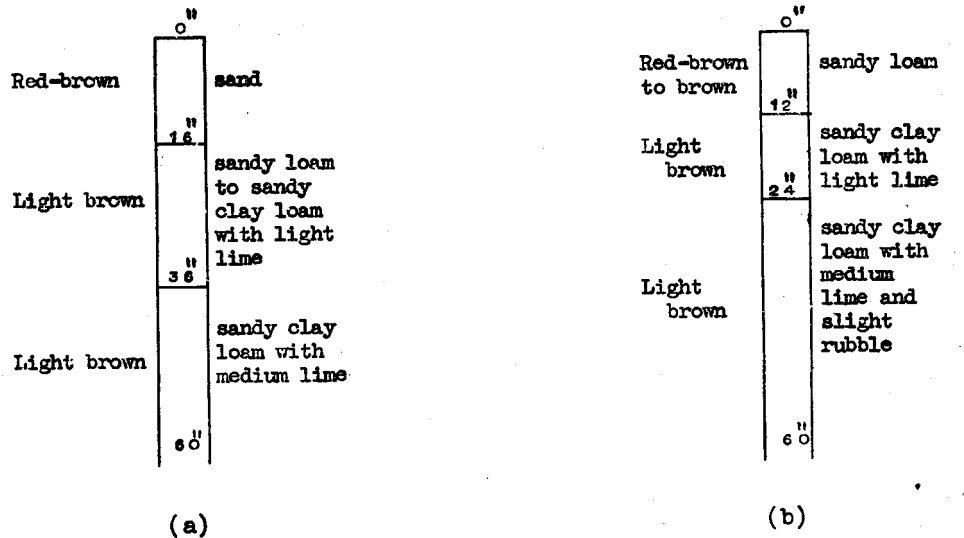 0"
Red-brown
sand
16"
Light brown
sandy loam
to sandy
clay loam
with light
lime
36"
Light brown
sandy clay
loam with
medium lime
60"
(a)
0"
Red-brown
to brown
sandy loam
12"
Light
brown
sandy clay
loam with
light lime
24"
Light
brown
sandy clay
loam with
medium
lime and
slight
rubble
60"
(b)